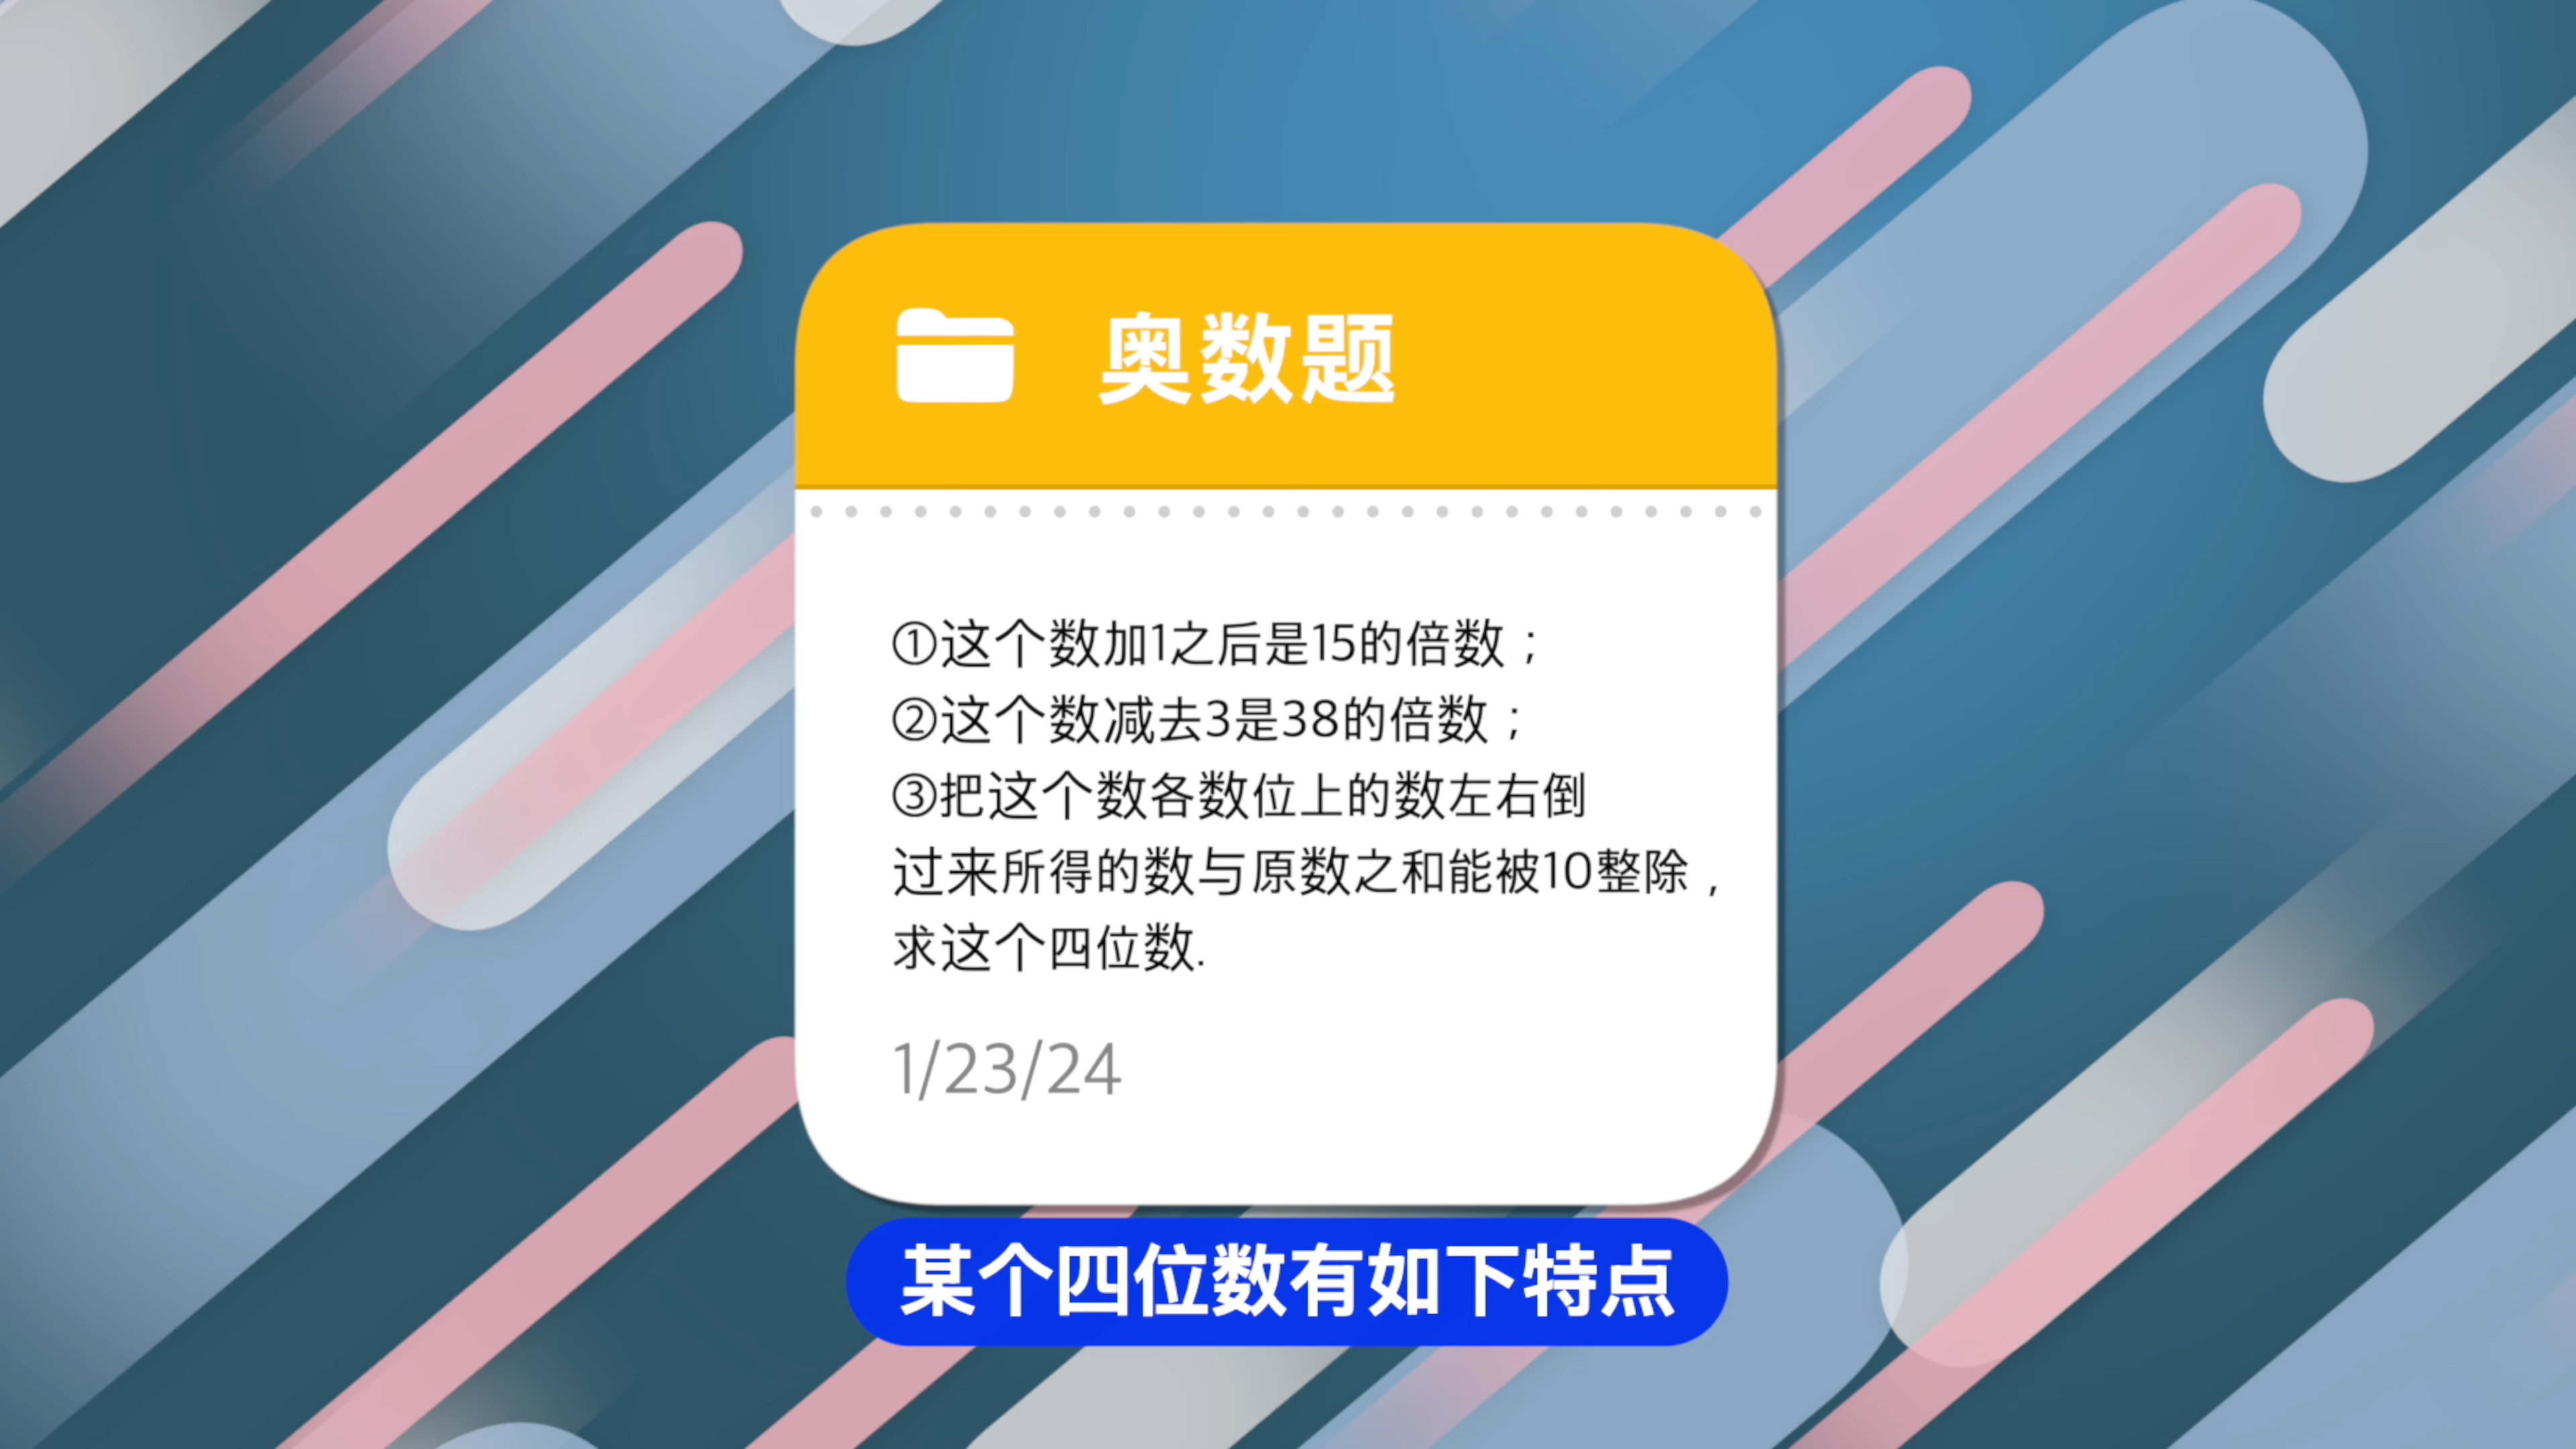 奥数题
①这个数加1之后是15的倍数；
②这个数减去3是38的倍数；
③把这个数各数位上的数左右倒
过来所得的数与原数之和能被10整除，
求这个四位数.
1/23/24
某个四位数有如下特点